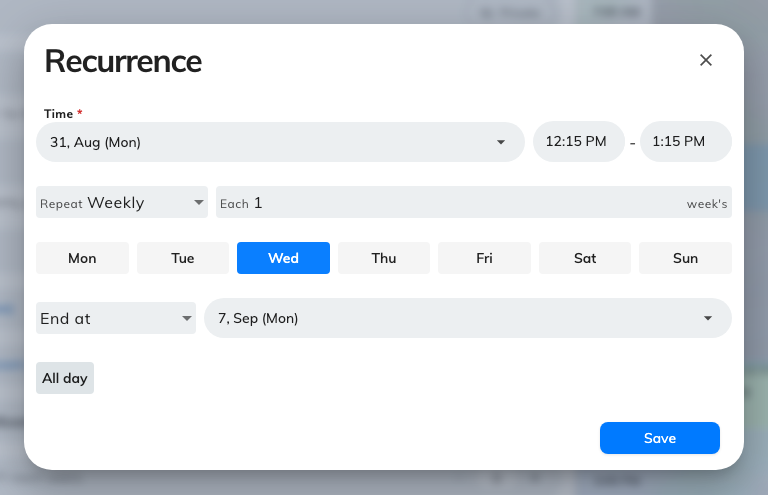 Recurrence
Time *
31, Aug (Mon) 12:15 PM - 1:15 PM
Repeat Weekly Each 1 week's
Mon Tue Wed Thu Fri Sat Sun
End at 7, Sep (Mon)
All day
Save